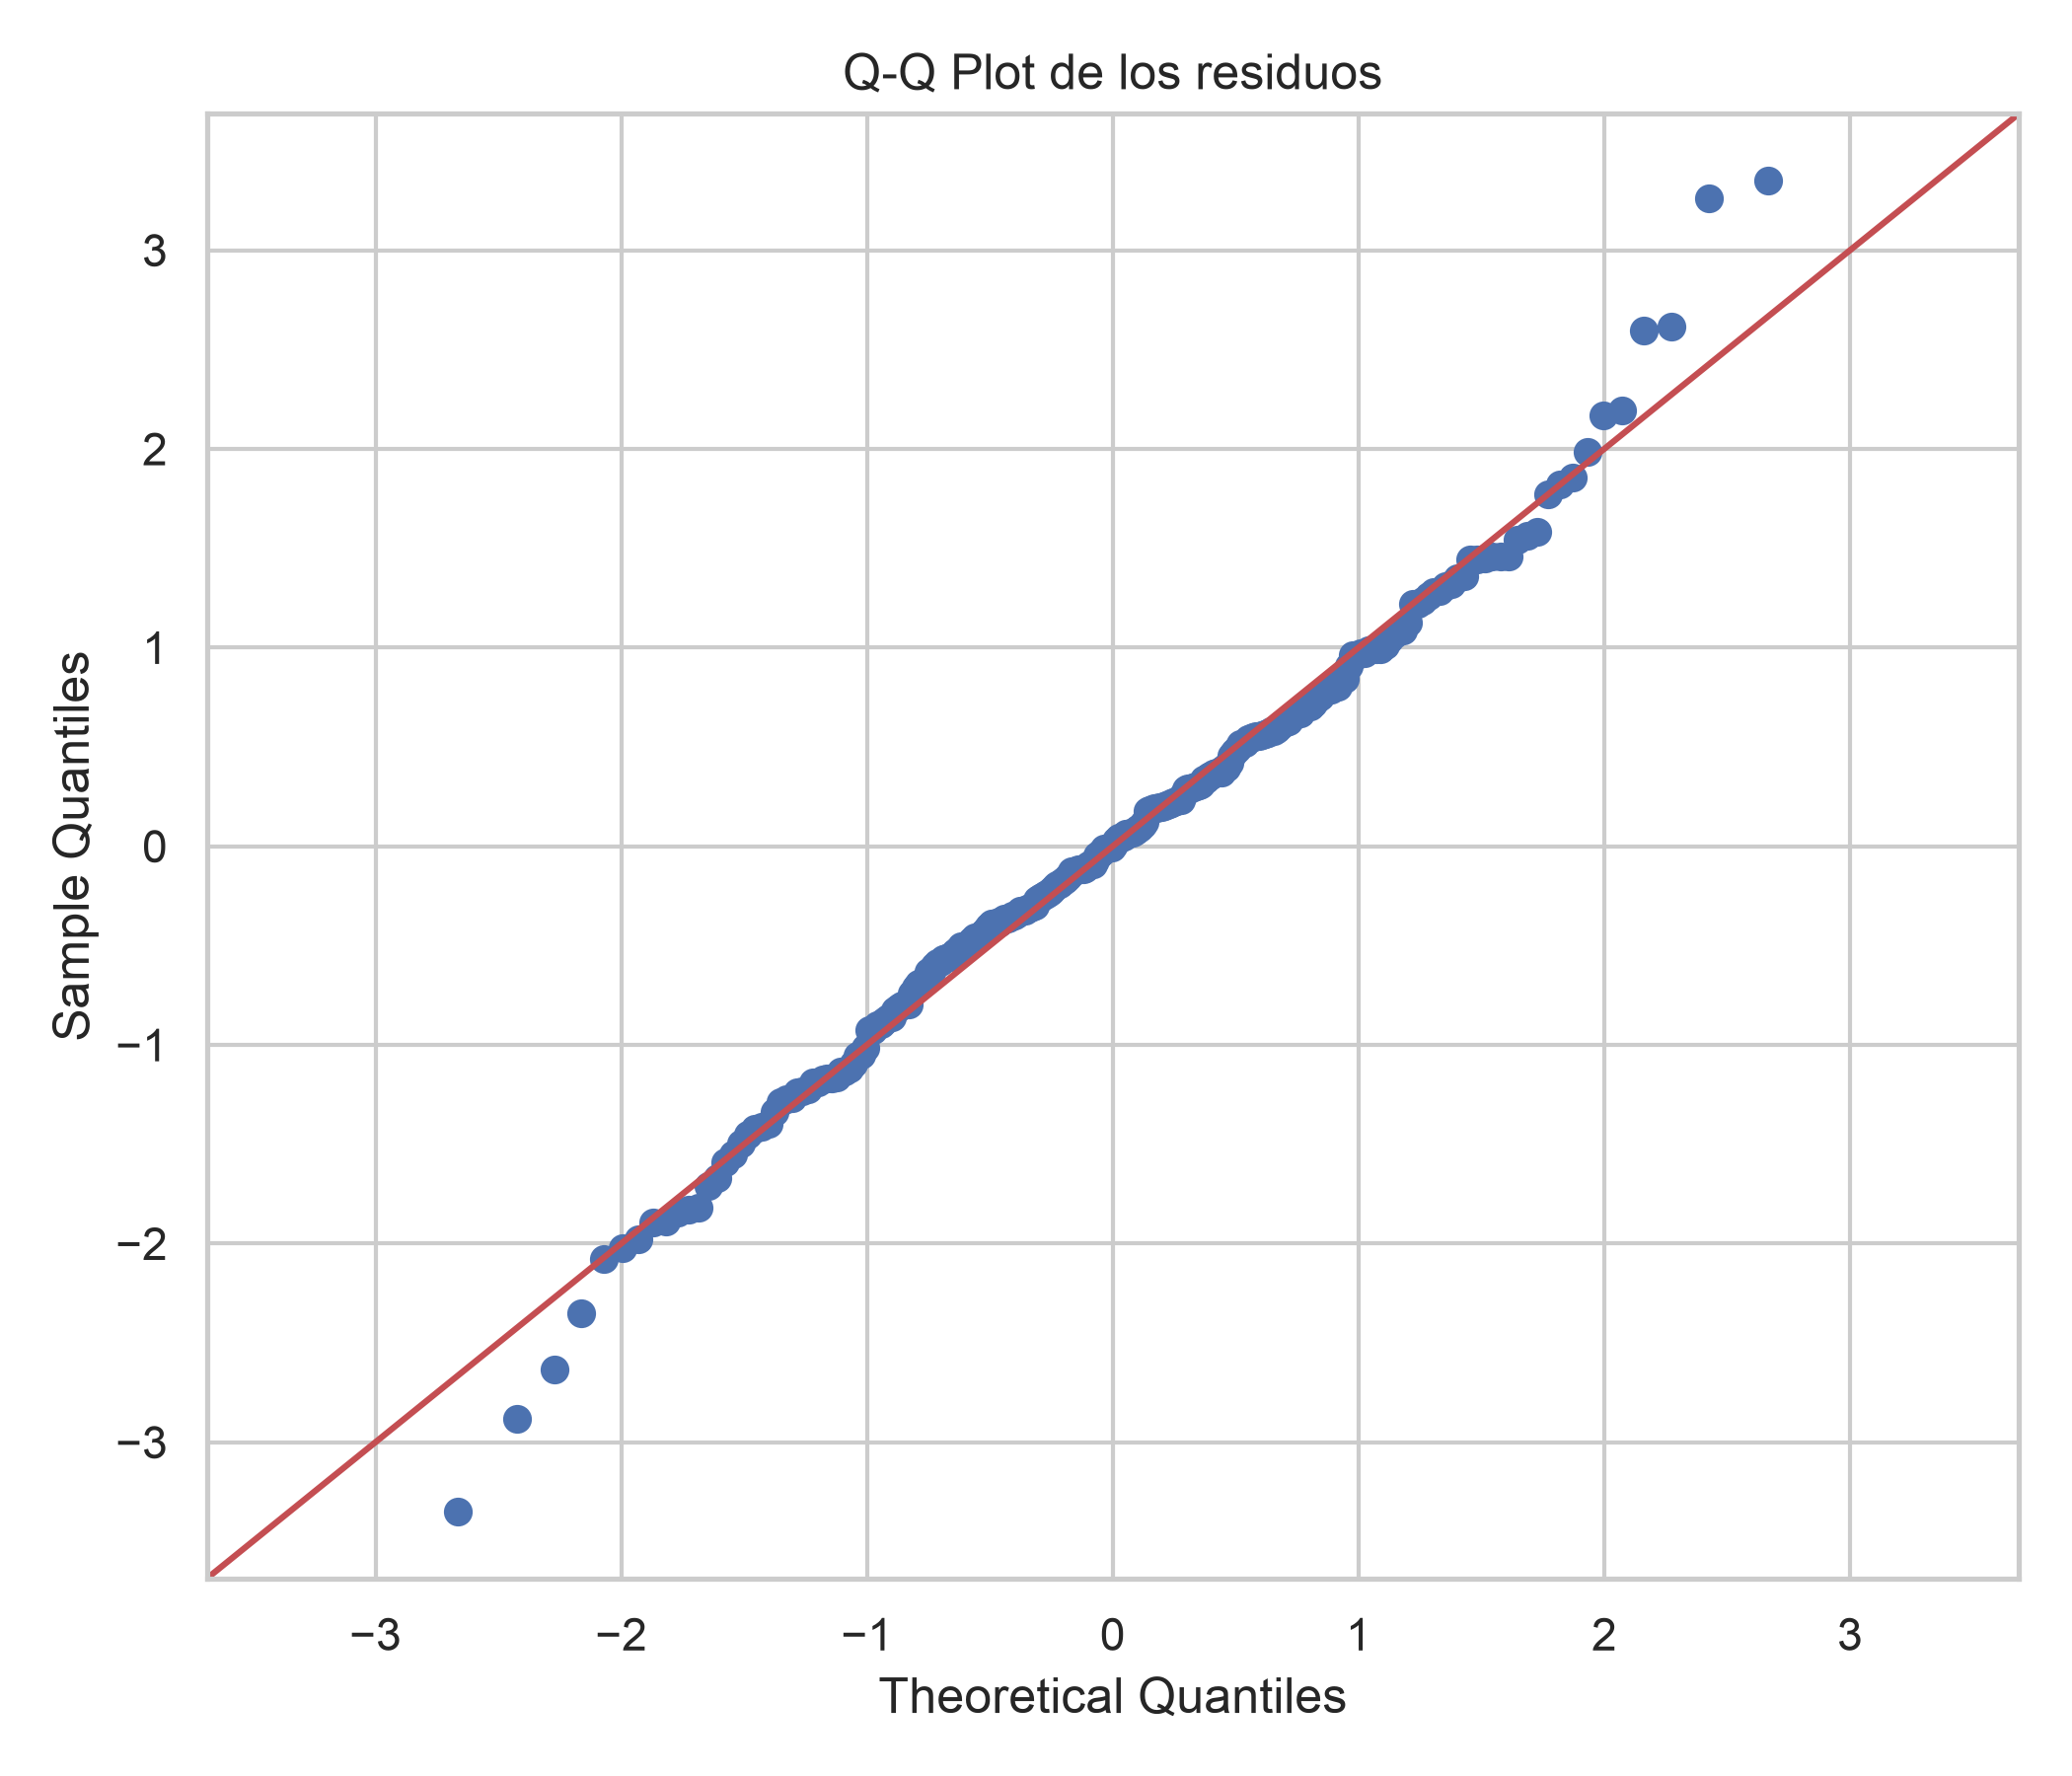 Q-Q Plot de los residuos
3
2
1
0
−1
−2
−3
Sample Quantiles
−3 −2 −1 0 1 2 3
Theoretical Quantiles